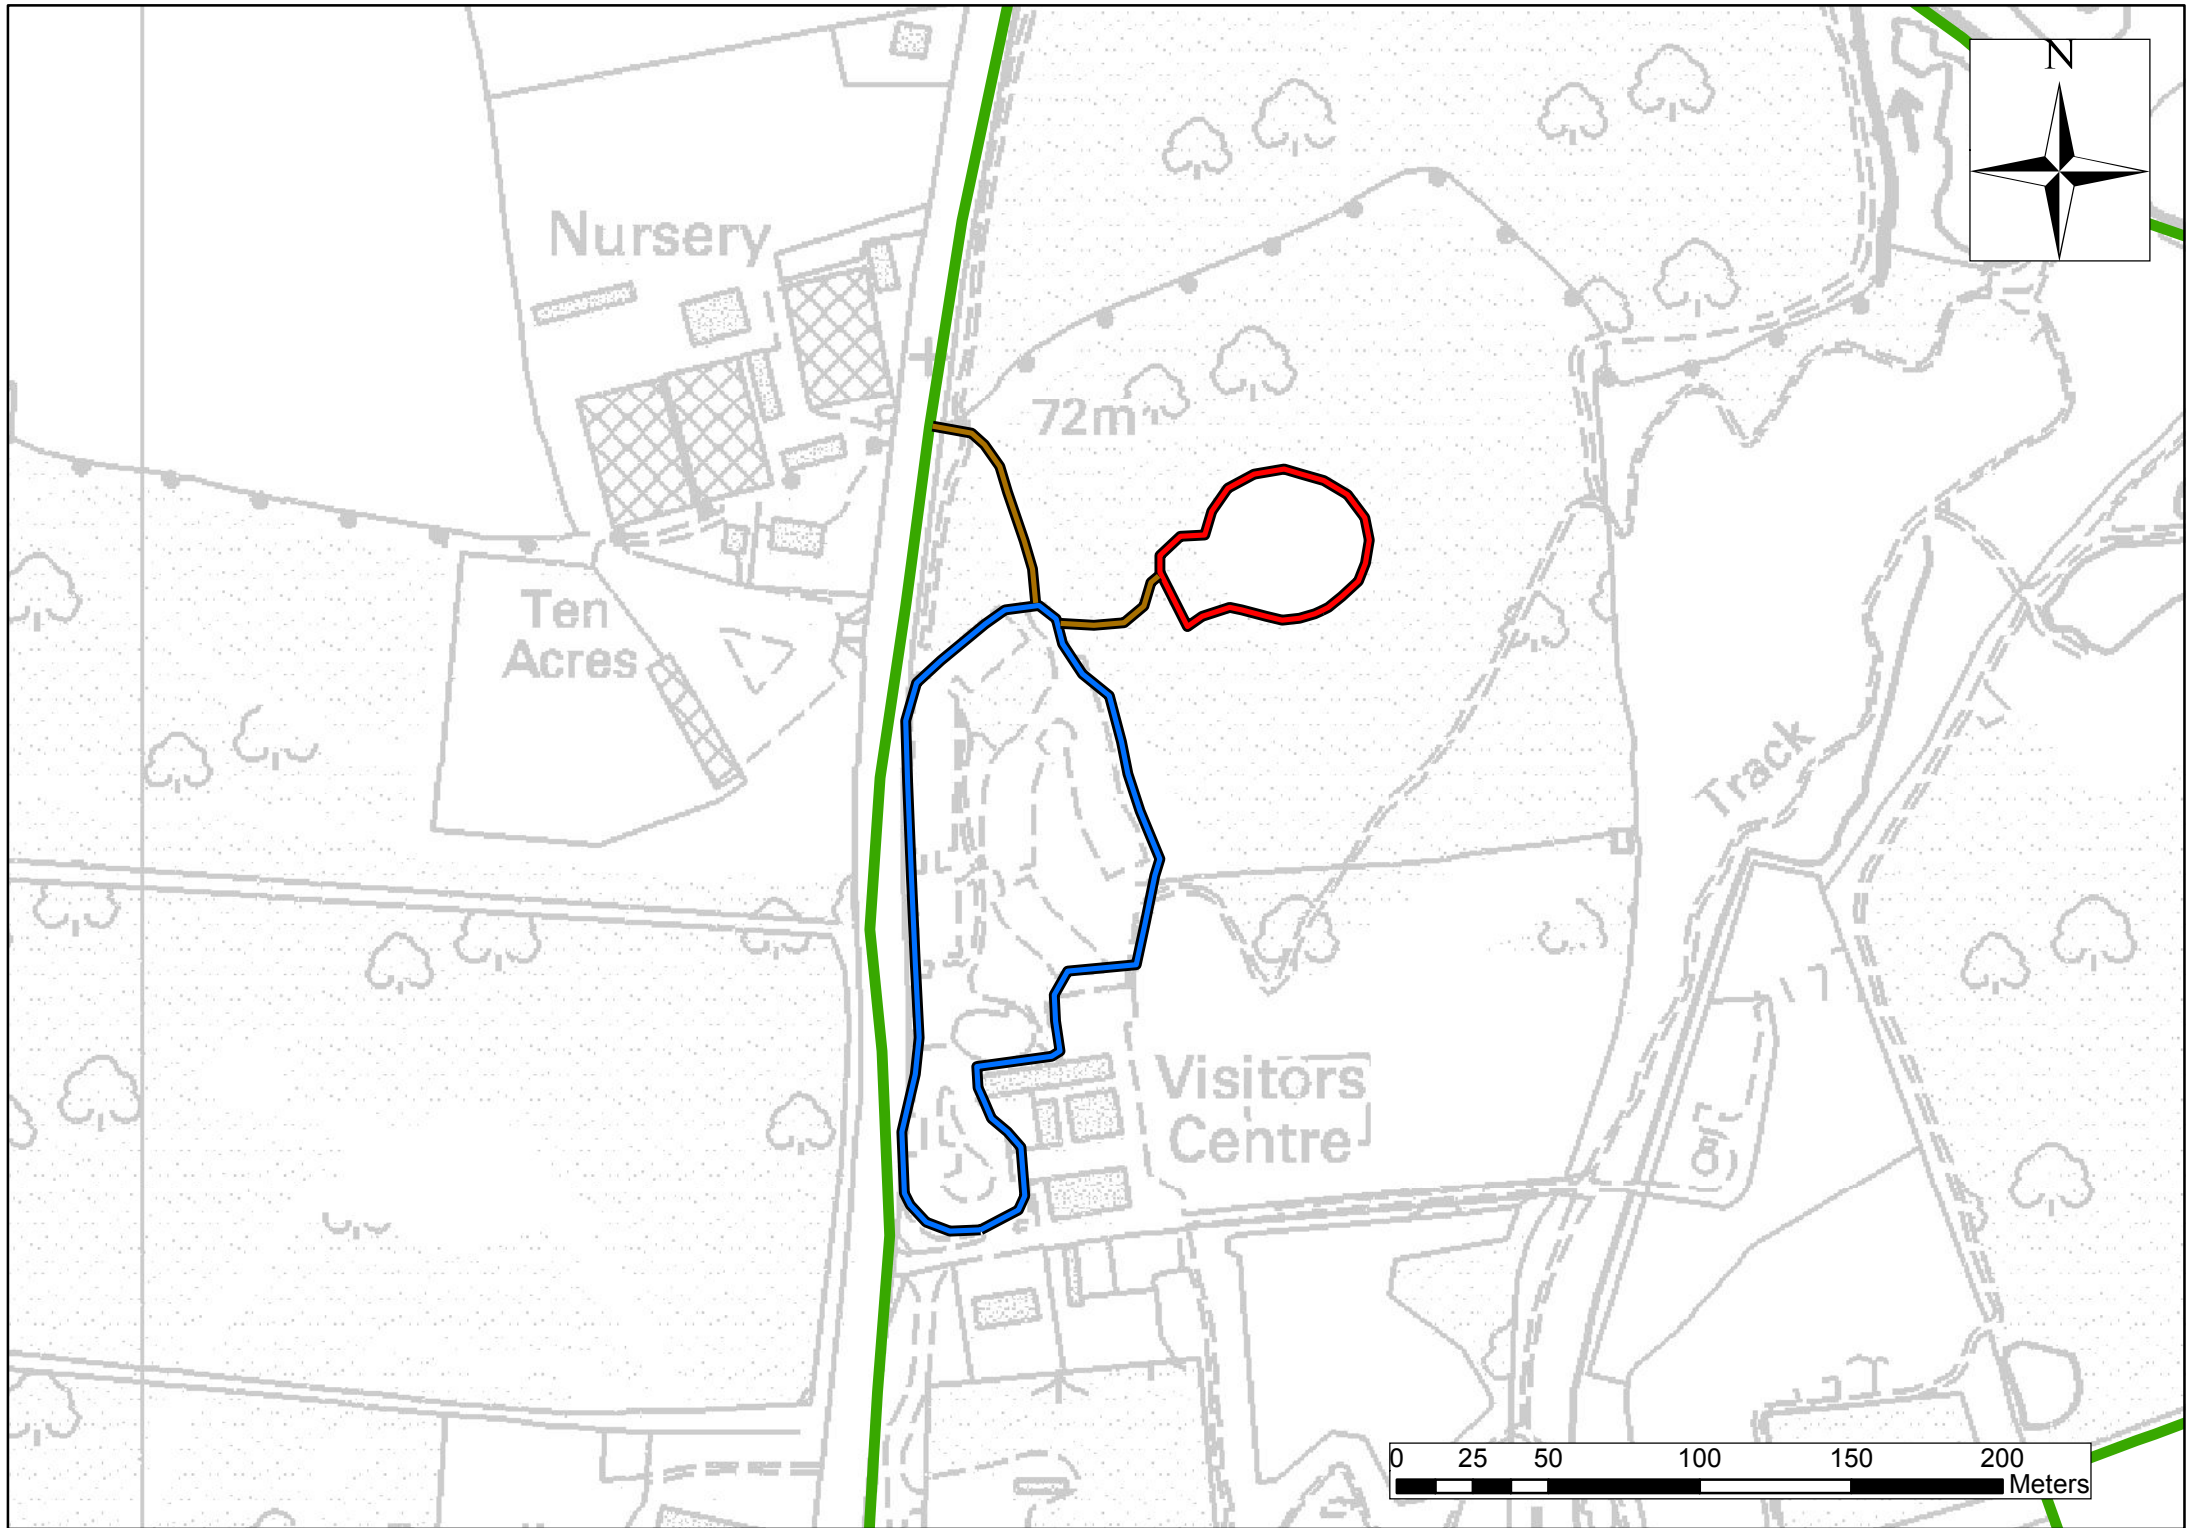 N
Nursery
72m
Ten
Acres
Track
Visitors
Centre
0 25 50 100 150 200
Meters